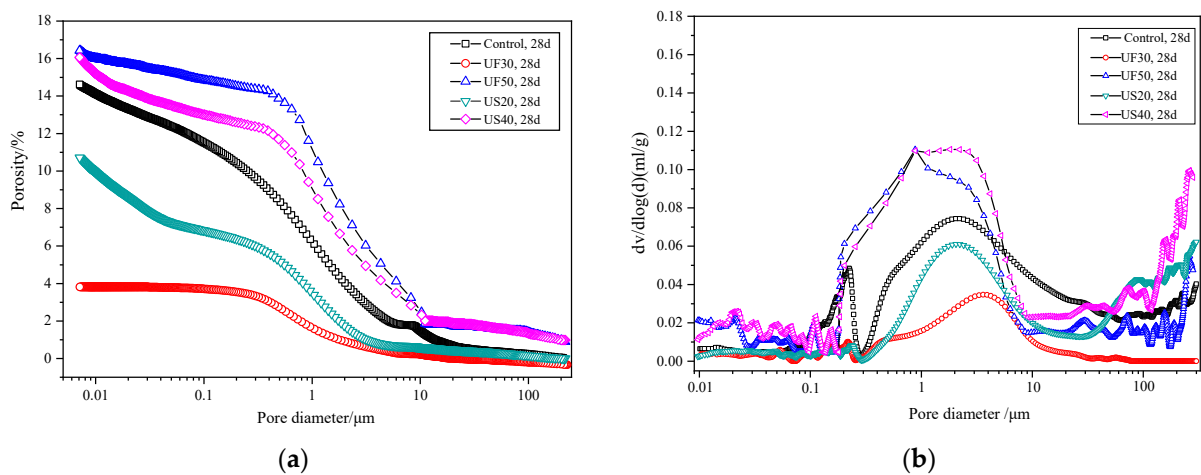 18
16
14
12
10
8
6
4
2
0
Porosity/%
0.01 0.1 1 10 100
Pore diameter/μm
Control, 28d
UF30, 28d
UF50, 28d
US20, 28d
US40, 28d
(a)
0.18
0.16
0.14
0.12
0.10
0.08
0.06
0.04
0.02
0.00
dv/dlog(d)(ml/g)
0.01 0.1 1 10 100
Pore diameter /μm
Control, 28d
UF30, 28d
UF50, 28d
US20, 28d
US40, 28d
(b)